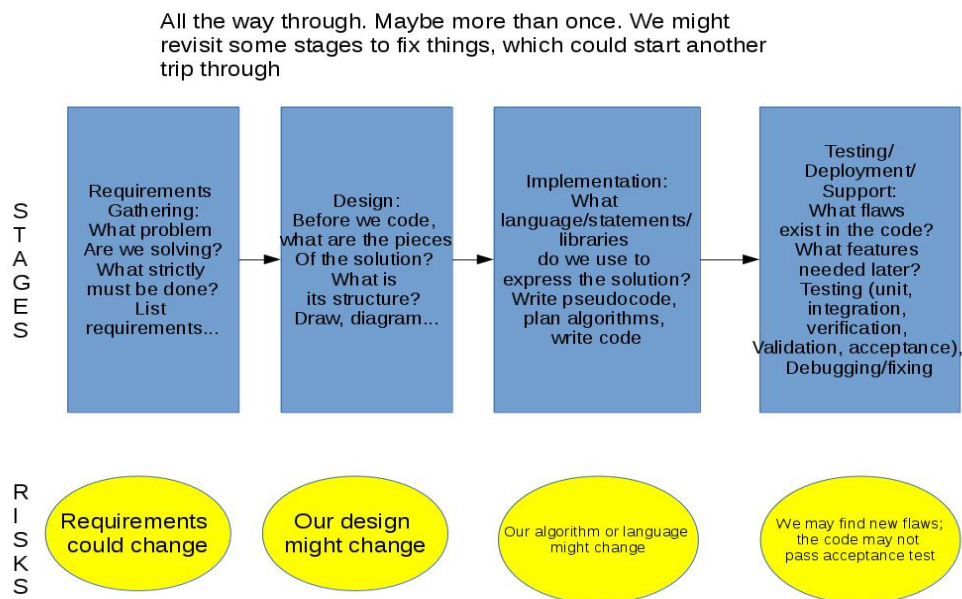 All the way through. Maybe more than once. We might
revisit some stages to fix things, which could start another
trip through
STAGES
Requirements
Gathering:
What problem
Are we solving?
What strictly
must be done?
List
requirements...
Design:
Before we code,
what are the pieces
Of the solution?
What is
its structure?
Draw, diagram...
Implementation:
What
language/statements/
libraries
do we use to
express the solution?
Write pseudocode,
plan algorithms,
write code
Testing/
Deployment/
Support:
What flaws
exist in the code?
What features
needed later?
Testing (unit,
integration,
verification,
Validation, acceptance),
Debugging/fixing
RISKS
Requirements
could change
Our design
might change
Our algorithm or language
might change
We may find new flaws;
the code may not
pass acceptance test